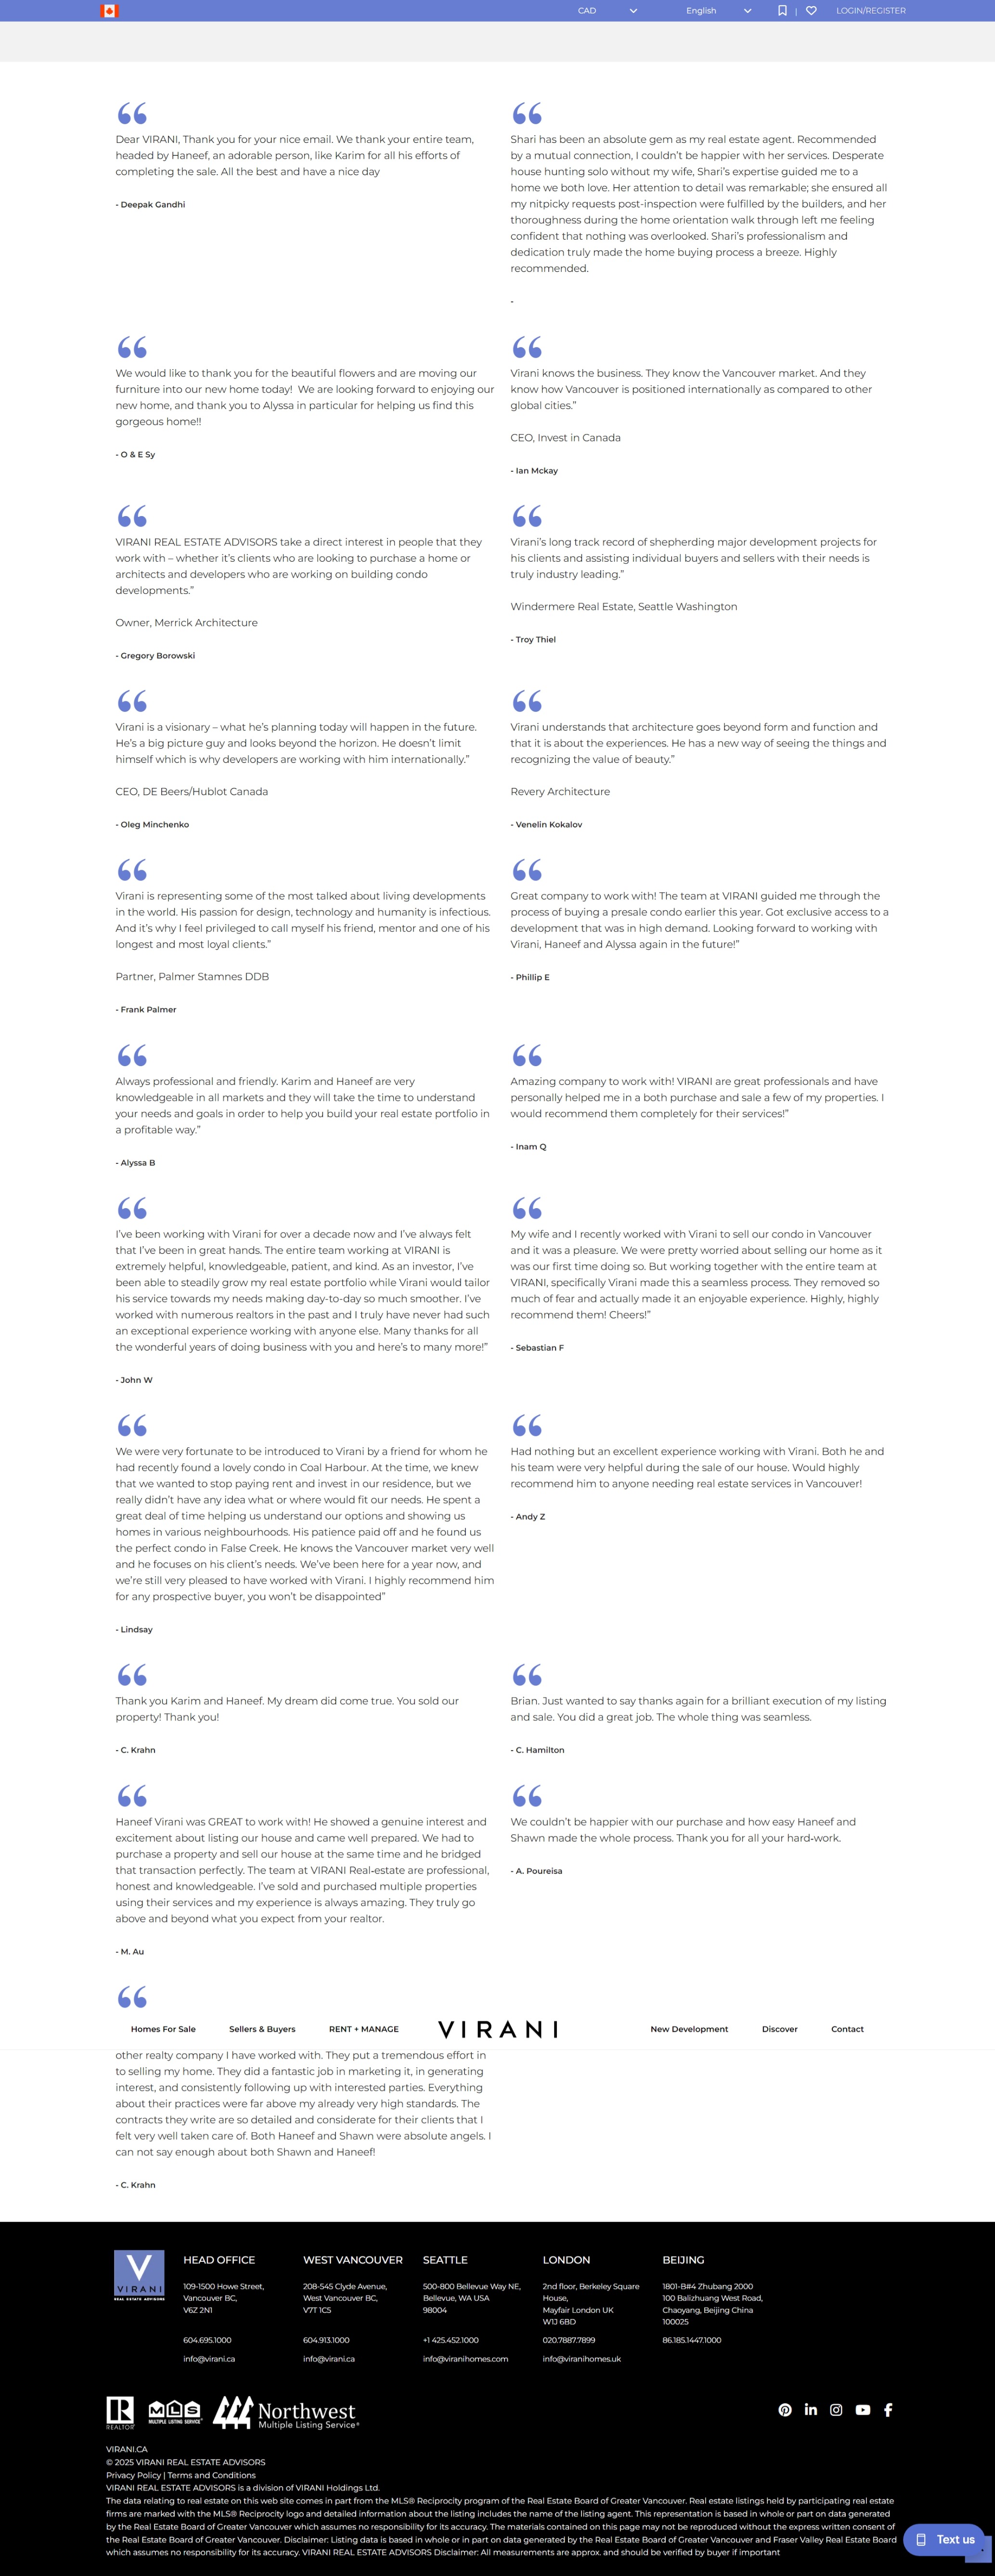 CAD
English
|
LOGIN/REGISTER
Dear VIRANI, Thank you for your nice email. We thank your entire team,
headed by Haneef, an adorable person, like Karim for all his efforts of
completing the sale. All the best and have a nice day
- Deepak Gandhi
Shari has been an absolute gem as my real estate agent. Recommended
by a mutual connection, I couldn’t be happier with her services. Desperate
house hunting solo without my wife, Shari’s expertise guided me to a
home we both love. Her attention to detail was remarkable; she ensured all
my nitpicky requests post-inspection were fulfilled by the builders, and her
thoroughness during the home orientation walk through left me feeling
confident that nothing was overlooked. Shari’s professionalism and
dedication truly made the home buying process a breeze. Highly
recommended.
-
We would like to thank you for the beautiful flowers and are moving our
furniture into our new home today!  We are looking forward to enjoying our
new home, and thank you to Alyssa in particular for helping us find this
gorgeous home!!
- O & E Sy
Virani knows the business. They know the Vancouver market. And they
know how Vancouver is positioned internationally as compared to other
global cities.”
CEO, Invest in Canada
- Ian Mckay
VIRANI REAL ESTATE ADVISORS take a direct interest in people that they
work with – whether it’s clients who are looking to purchase a home or
architects and developers who are working on building condo
developments.”
Owner, Merrick Architecture
- Gregory Borowski
Virani’s long track record of shepherding major development projects for
his clients and assisting individual buyers and sellers with their needs is
truly industry leading.”
Windermere Real Estate, Seattle Washington
- Troy Thiel
Virani is a visionary – what he’s planning today will happen in the future.
He’s a big picture guy and looks beyond the horizon. He doesn’t limit
himself which is why developers are working with him internationally.”
CEO, DE Beers/Hublot Canada
- Oleg Minchenko
Virani understands that architecture goes beyond form and function and
that it is about the experiences. He has a new way of seeing the things and
recognizing the value of beauty.”
Revery Architecture
- Venelin Kokalov
Virani is representing some of the most talked about living developments
in the world. His passion for design, technology and humanity is infectious.
And it’s why I feel privileged to call myself his friend, mentor and one of his
longest and most loyal clients.”
Partner, Palmer Stamnes DDB
- Frank Palmer
Great company to work with! The team at VIRANI guided me through the
process of buying a presale condo earlier this year. Got exclusive access to a
development that was in high demand. Looking forward to working with
Virani, Haneef and Alyssa again in the future!”
- Phillip E
Always professional and friendly. Karim and Haneef are very
knowledgeable in all markets and they will take the time to understand
your needs and goals in order to help you build your real estate portfolio in
a profitable way.”
- Alyssa B
Amazing company to work with! VIRANI are great professionals and have
personally helped me in a both purchase and sale a few of my properties. I
would recommend them completely for their services!”
- Inam Q
I’ve been working with Virani for over a decade now and I’ve always felt
that I’ve been in great hands. The entire team working at VIRANI is
extremely helpful, knowledgeable, patient, and kind. As an investor, I’ve
been able to steadily grow my real estate portfolio while Virani would tailor
his service towards my needs making day-to-day so much smoother. I’ve
worked with numerous realtors in the past and I truly have never had such
an exceptional experience working with anyone else. Many thanks for all
the wonderful years of doing business with you and here’s to many more!”
- John W
My wife and I recently worked with Virani to sell our condo in Vancouver
and it was a pleasure. We were pretty worried about selling our home as it
was our first time doing so. But working together with the entire team at
VIRANI, specifically Virani made this a seamless process. They removed so
much of fear and actually made it an enjoyable experience. Highly, highly
recommend them! Cheers!”
- Sebastian F
We were very fortunate to be introduced to Virani by a friend for whom he
had recently found a lovely condo in Coal Harbour. At the time, we knew
that we wanted to stop paying rent and invest in our residence, but we
really didn’t have any idea what or where would fit our needs. He spent a
great deal of time helping us understand our options and showing us
homes in various neighbourhoods. His patience paid off and he found us
the perfect condo in False Creek. He knows the Vancouver market very well
and he focuses on his client’s needs. We’ve been here for a year now, and
we’re still very pleased to have worked with Virani. I highly recommend him
for any prospective buyer, you won’t be disappointed”
- Lindsay
Had nothing but an excellent experience working with Virani. Both he and
his team were very helpful during the sale of our house. Would highly
recommend him to anyone needing real estate services in Vancouver!
- Andy Z
Thank you Karim and Haneef. My dream did come true. You sold our
property! Thank you!
- C. Krahn
Brian. Just wanted to say thanks again for a brilliant execution of my listing
and sale. You did a great job. The whole thing was seamless.
- C. Hamilton
Haneef Virani was GREAT to work with! He showed a genuine interest and
excitement about listing our house and came well prepared. We had to
purchase a property and sell our house at the same time and he bridged
that transaction perfectly. The team at VIRANI Real-estate are professional,
honest and knowledgeable. I’ve sold and purchased multiple properties
using their services and my experience is always amazing. They truly go
above and beyond what you expect from your realtor.
- M. Au
We couldn’t be happier with our purchase and how easy Haneef and
Shawn made the whole process. Thank you for all your hard-work.
- A. Poureisa
Homes For Sale
Sellers & Buyers
RENT + MANAGE
VIRANI
New Development
Discover
Contact
other realty company I have worked with. They put a tremendous effort in
to selling my home. They did a fantastic job in marketing it, in generating
interest, and consistently following up with interested parties. Everything
about their practices were far above my already very high standards. The
contracts they write are so detailed and considerate for their clients that I
felt very well taken care of. Both Haneef and Shawn were absolute angels. I
can not say enough about both Shawn and Haneef!
- C. Krahn
V
VIRANI
REAL ESTATE ADVISORS
HEAD OFFICE
109-1500 Howe Street,
Vancouver BC,
V6Z 2N1
604.695.1000
info@virani.ca
WEST VANCOUVER
208-545 Clyde Avenue,
West Vancouver BC,
V7T 1C5
604.913.1000
info@virani.ca
SEATTLE
500-800 Bellevue Way NE,
Bellevue, WA USA
98004
+1 425.452.1000
info@viranihomes.com
LONDON
2nd floor, Berkeley Square
House,
Mayfair London UK
W1J 6BD
020.7887.7899
info@viranihomes.uk
BEIJING
1801-B#4 Zhubang 2000
100 Balizhuang West Road,
Chaoyang, Beijing China
100025
86.185.1447.1000
REALTOR
MLS
MULTIPLE LISTING SERVICE®
Northwest
Multiple Listing Service®
VIRANI.CA
© 2025 VIRANI REAL ESTATE ADVISORS
Privacy Policy | Terms and Conditions
VIRANI REAL ESTATE ADVISORS is a division of VIRANI Holdings Ltd.
The data relating to real estate on this web site comes in part from the MLS® Reciprocity program of the Real Estate Board of Greater Vancouver. Real estate listings held by participating real estate
firms are marked with the MLS® Reciprocity logo and detailed information about the listing includes the name of the listing agent. This representation is based in whole or part on data generated
by the Real Estate Board of Greater Vancouver which assumes no responsibility for its accuracy. The materials contained on this page may not be reproduced without the express written consent of
the Real Estate Board of Greater Vancouver. Disclaimer: Listing data is based in whole or in part on data generated by the Real Estate Board of Greater Vancouver and Fraser Valley Real Estate Board
which assumes no responsibility for its accuracy. VIRANI REAL ESTATE ADVISORS Disclaimer: All measurements are approx. and should be verified by buyer if important
Text us